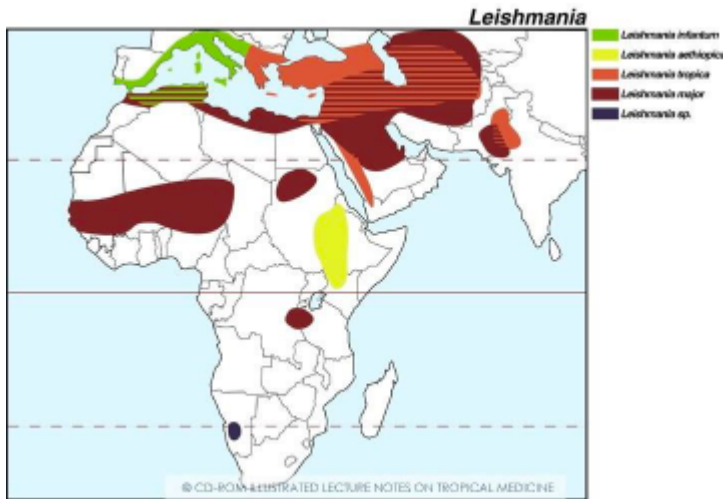 Leishmania
Leishmania infantum
Leishmania aethiopica
Leishmania tropica
Leishmania major
Leishmania sp.
© CD-ROM ILLUSTRATED LECTURE NOTES ON TROPICAL MEDICINE